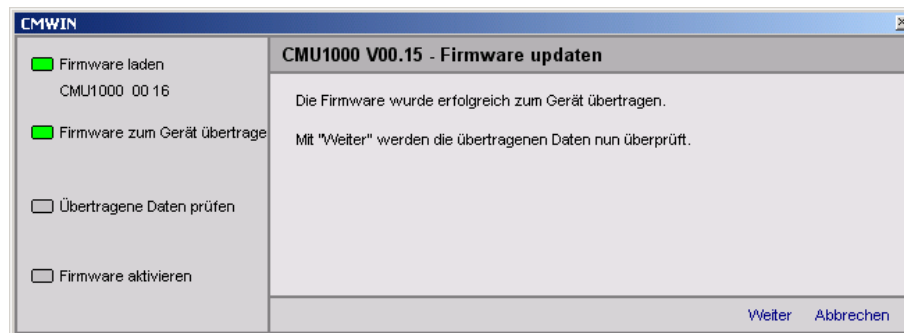 CMWIN
Firmware laden
CMU1000 00 16
Firmware zum Gerät übertrage
Übertragene Daten prüfen
Firmware aktivieren
CMU1000 V00.15 - Firmware updaten
Die Firmware wurde erfolgreich zum Gerät übertragen.
Mit "Weiter" werden die übertragenen Daten nun überprüft.
Weiter Abbrechen